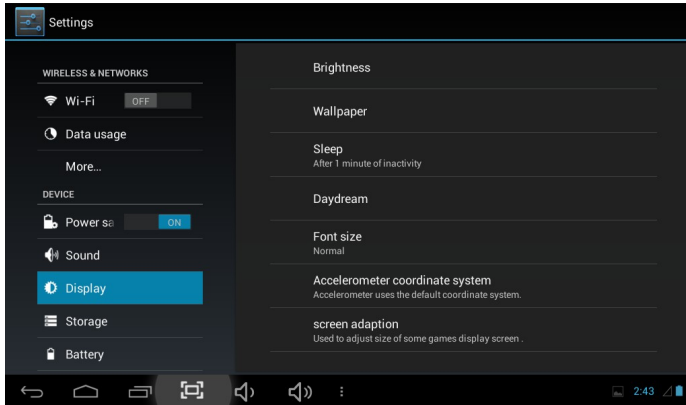 Settings
WIRELESS & NETWORKS
Wi-Fi OFF
Data usage
More...
DEVICE
Power sa ON
Sound
Display
Storage
Battery
Brightness
Wallpaper
Sleep
After 1 minute of inactivity
Daydream
Font size
Normal
Accelerometer coordinate system
Accelerometer uses the default coordinate system.
screen adaption
Used to adjust size of some games display screen .
2:43